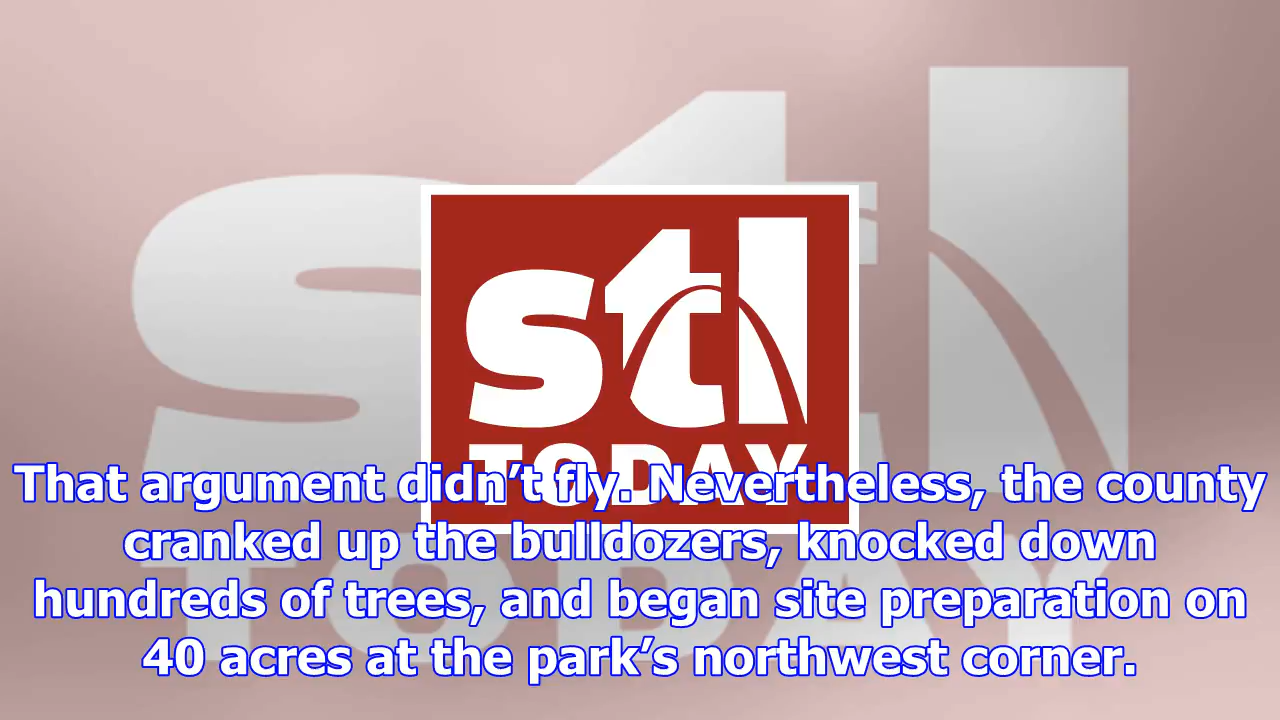 stl
TODAY
That argument didn’t fly. Nevertheless, the county
cranked up the bulldozers, knocked down
hundreds of trees, and began site preparation on
40 acres at the park’s northwest corner.